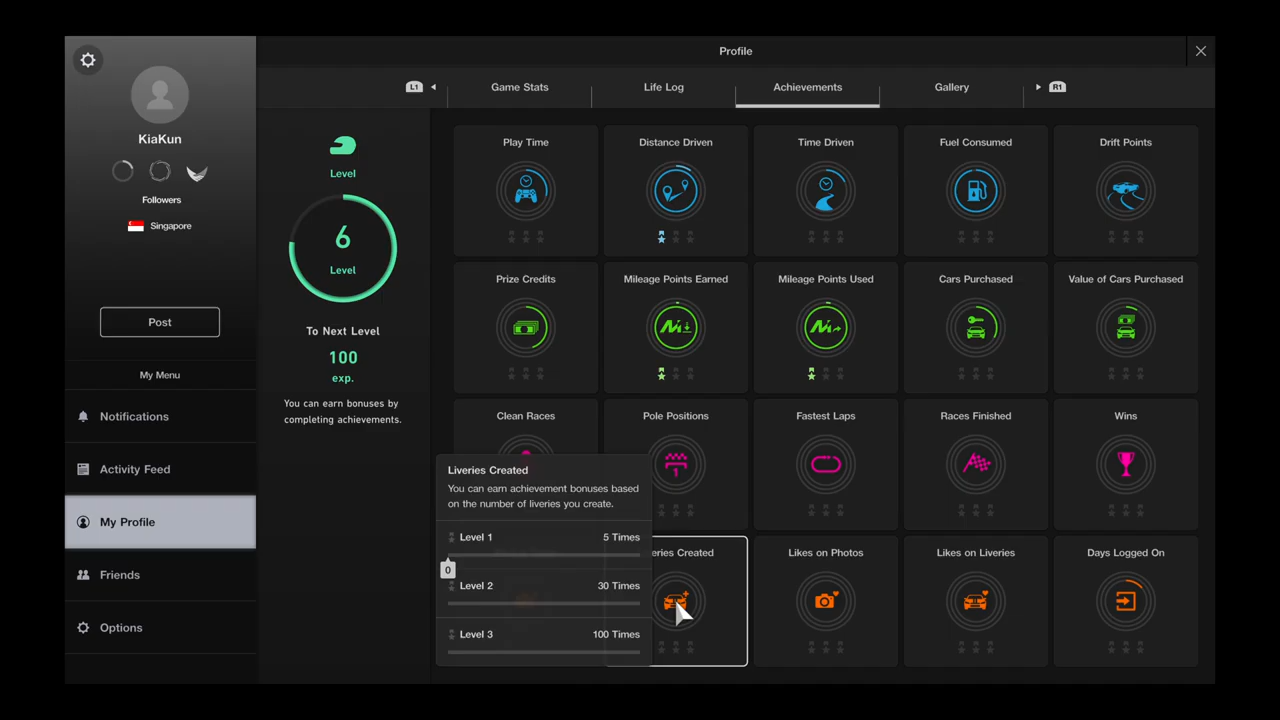 Profile
L1
Game Stats
Life Log
Achievements
Gallery
R1
KiaKun
Followers
Singapore
Post
My Menu
Notifications
Activity Feed
My Profile
Friends
Options
Level
6
Level
To Next Level
100
exp.
You can earn bonuses by
completing achievements.
Play Time
Distance Driven
Time Driven
Fuel Consumed
Drift Points
Prize Credits
Mileage Points Earned
Mileage Points Used
Cars Purchased
Value of Cars Purchased
Clean Races
Pole Positions
1
Fastest Laps
Races Finished
Wins
Liveries Created
You can earn achievement bonuses based
on the number of liveries you create.
Level 1 5 Times
0
Level 2 30 Times
Level 3 100 Times
eries Created
Likes on Photos
Likes on Liveries
Days Logged On